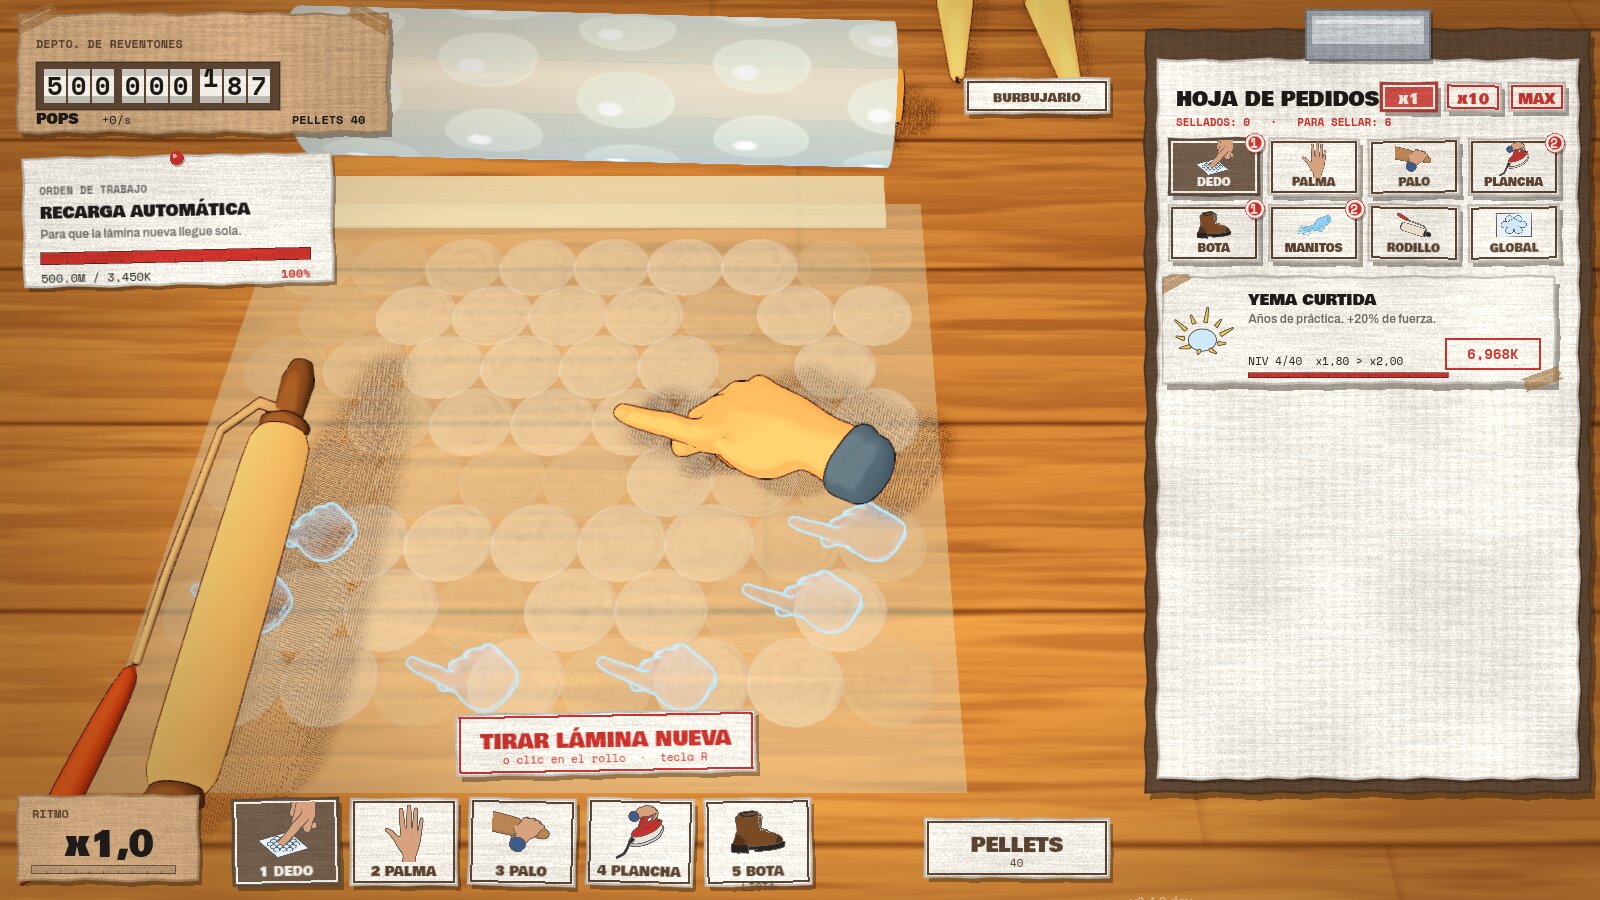 DEPTO. DE REVENTONES
500 000 187
POPS +0/s PELLETS 40
ORDEN DE TRABAJO
RECARGA AUTOMÁTICA
Para que la lámina nueva llegue sola.
500.0M / 3.450K 100%
BURBUJARIO
HOJA DE PEDIDOS x1 x10 MAX
SELLADOS: 0 · PARA SELLAR: 6
1 2
DEDO PALMA PALO PLANCHA
1 2
BOTA MANITOS RODILLO GLOBAL
YEMA CURTIDA
Años de práctica. +20% de fuerza.
NIV 4/40 x1,80 > x2,00 6.968K
TIRAR LÁMINA NUEVA
o clic en el rollo · tecla R
RITMO
x1,0
1 DEDO 2 PALMA 3 PALO 4 PLANCHA 5 BOTA
LISTA
PELLETS
40